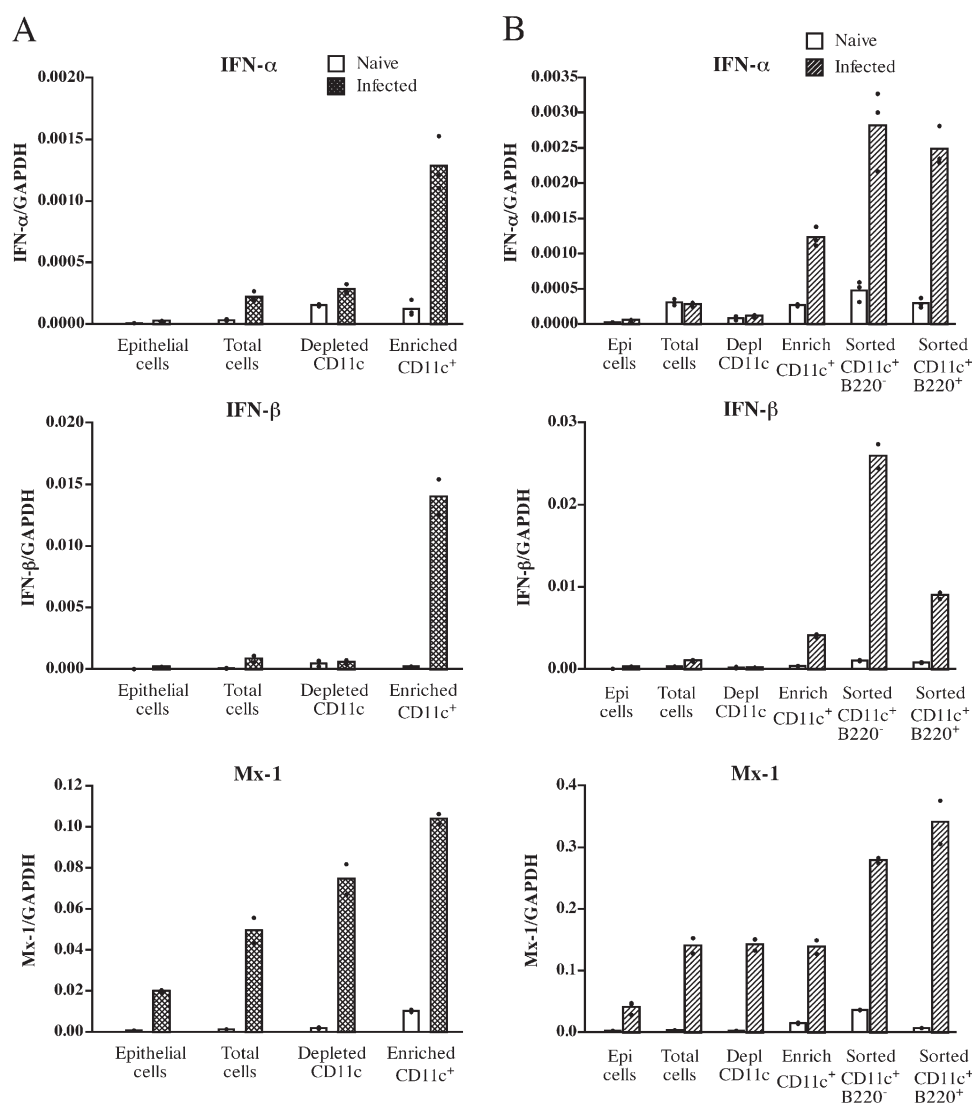 A
IFN-α
Naive
Infected
IFN-α/GAPDH
0.0020
0.0015
0.0010
0.0005
0.0000
Epithelial cells
Total cells
Depleted CD11c
Enriched CD11c⁺
IFN-β
IFN-β/GAPDH
0.020
0.015
0.010
0.005
0.000
Epithelial cells
Total cells
Depleted CD11c
Enriched CD11c⁺
Mx-1
Mx-1/GAPDH
0.12
0.10
0.08
0.06
0.04
0.02
0.00
Epithelial cells
Total cells
Depleted CD11c
Enriched CD11c⁺
B
IFN-α
Naive
Infected
IFN-α/GAPDH
0.0035
0.0030
0.0025
0.0020
0.0015
0.0010
0.0005
0.0000
Epi cells
Total cells
Depl CD11c
Enrich CD11c⁺
Sorted CD11c⁺ B220⁻
Sorted CD11c⁺ B220⁺
IFN-β
IFN-β/GAPDH
0.03
0.02
0.01
0.00
Epi cells
Total cells
Depl CD11c
Enrich CD11c⁺
Sorted CD11c⁺ B220⁻
Sorted CD11c⁺ B220⁺
Mx-1
Mx-1/GAPDH
0.4
0.3
0.2
0.1
0.0
Epi cells
Total cells
Depl CD11c
Enrich CD11c⁺
Sorted CD11c⁺ B220⁻
Sorted CD11c⁺ B220⁺